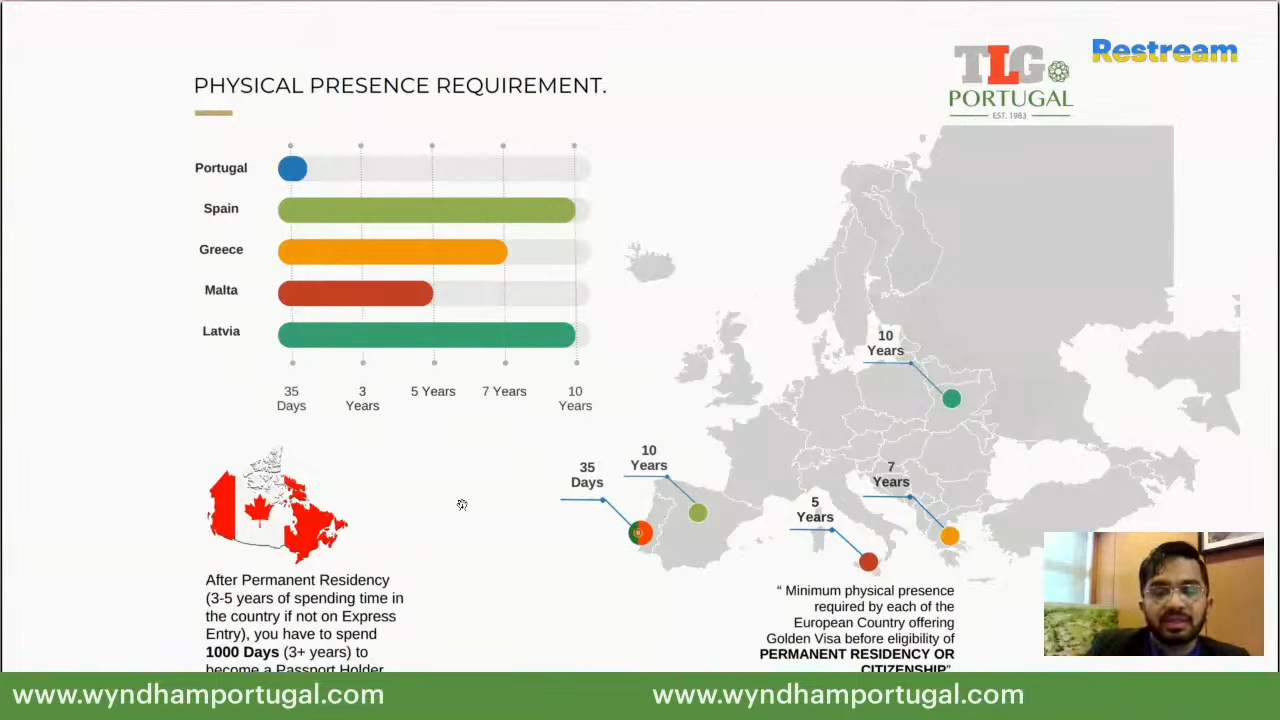 PHYSICAL PRESENCE REQUIREMENT.
TLG
PORTUGAL
EST. 1983
Restream
Portugal
Spain
Greece
Malta
Latvia
35
Days
3
Years
5 Years
7 Years
10
Years
10
Years
35
Days
10
Years
5
Years
7
Years
After Permanent Residency
(3-5 years of spending time in
the country if not on Express
Entry), you have to spend
1000 Days (3+ years) to
become a Passport Holder
“ Minimum physical presence
required by each of the
European Country offering
Golden Visa before eligibility of
PERMANENT RESIDENCY OR
CITIZENSHIP”
www.wyndhamportugal.com
www.wyndhamportugal.com